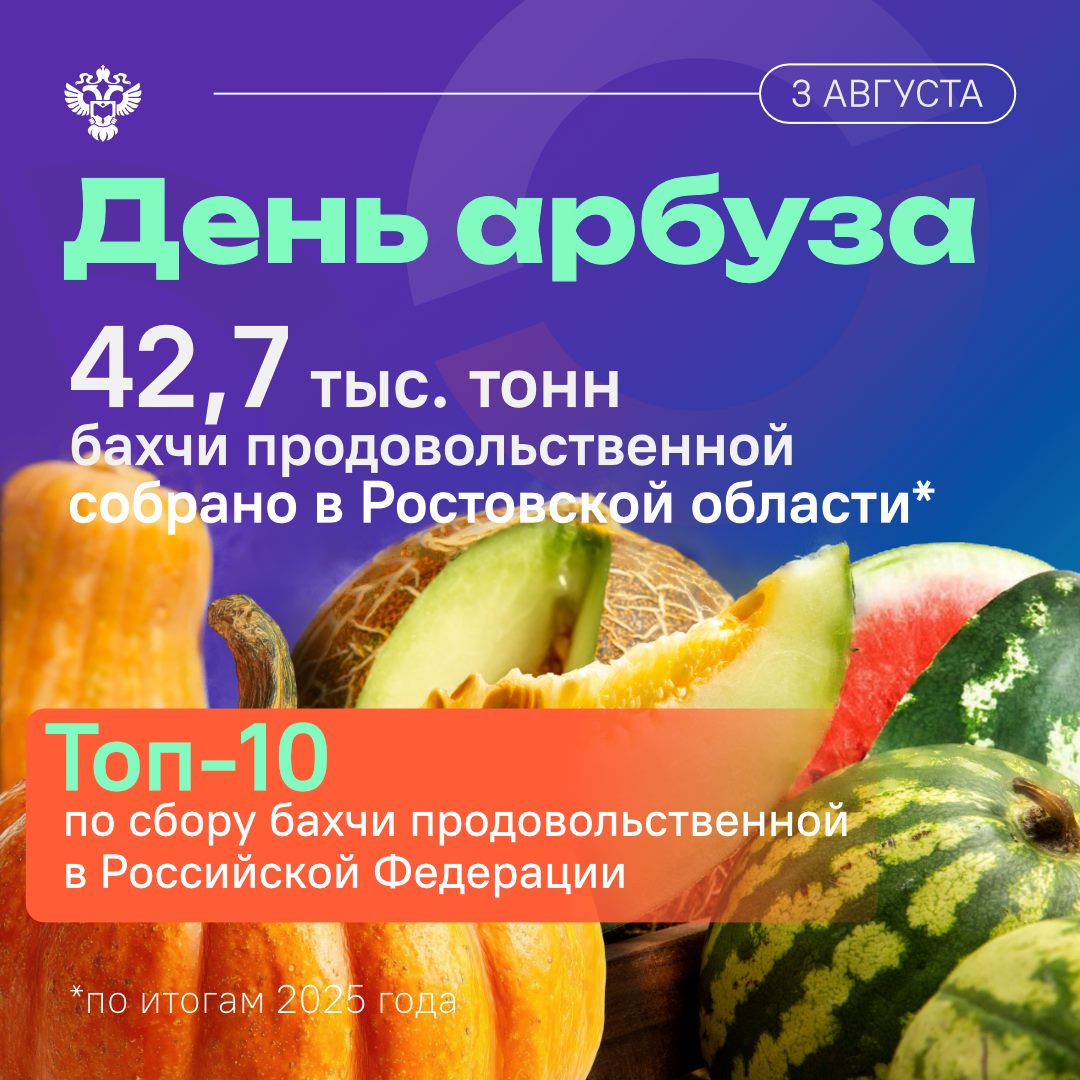 3 АВГУСТА
День арбуза
42,7 тыс. тонн
бахчи продовольственной
собрано в Ростовской области*
Топ-10
по сбору бахчи продовольственной
в Российской Федерации
*по итогам 2025 года